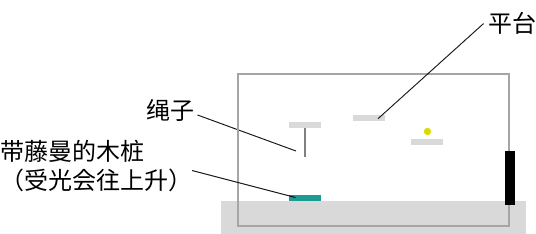 平台
绳子
带藤曼的木桩
（受光会往上升）